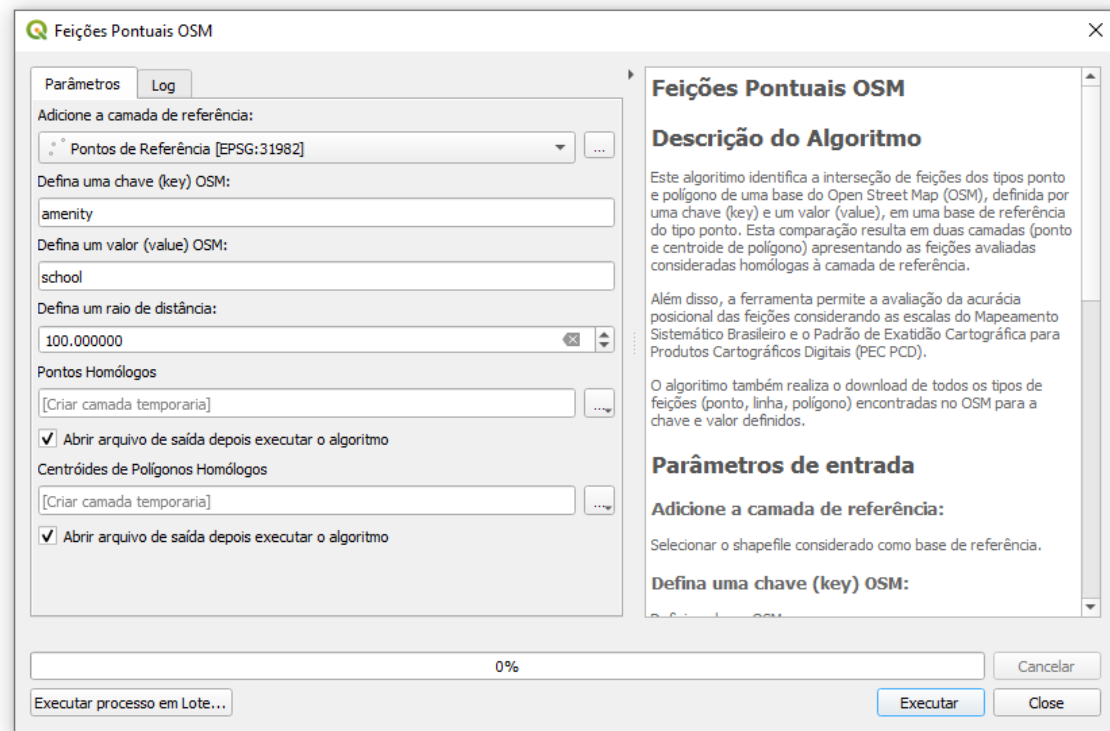 Feições Pontuais OSM
Parâmetros
Log
Adicione a camada de referência:
Pontos de Referência [EPSG:31982]
...
Defina uma chave (key) OSM:
amenity
Defina um valor (value) OSM:
school
Defina um raio de distância:
100.000000
Pontos Homólogos
[Criar camada temporaria]
...
Abrir arquivo de saída depois executar o algoritmo
Centróides de Polígonos Homólogos
[Criar camada temporaria]
...
Abrir arquivo de saída depois executar o algoritmo
Feições Pontuais OSM
Descrição do Algoritmo
Este algoritimo identifica a interseção de feições dos tipos ponto
e polígono de uma base do Open Street Map (OSM), definida por
uma chave (key) e um valor (value), em uma base de referência
do tipo ponto. Esta comparação resulta em duas camadas (ponto
e centroide de polígono) apresentando as feições avaliadas
consideradas homólogas à camada de referência.
Além disso, a ferramenta permite a avaliação da acurácia
posicional das feições considerando as escalas do Mapeamento
Sistemático Brasileiro e o Padrão de Exatidão Cartográfica para
Produtos Cartográficos Digitais (PEC PCD).
O algoritmo também realiza o download de todos os tipos de
feições (ponto, linha, polígono) encontradas no OSM para a
chave e valor definidos.
Parâmetros de entrada
Adicione a camada de referência:
Selecionar o shapefile considerado como base de referência.
Defina uma chave (key) OSM:
0%
Cancelar
Executar processo em Lote...
Executar
Close